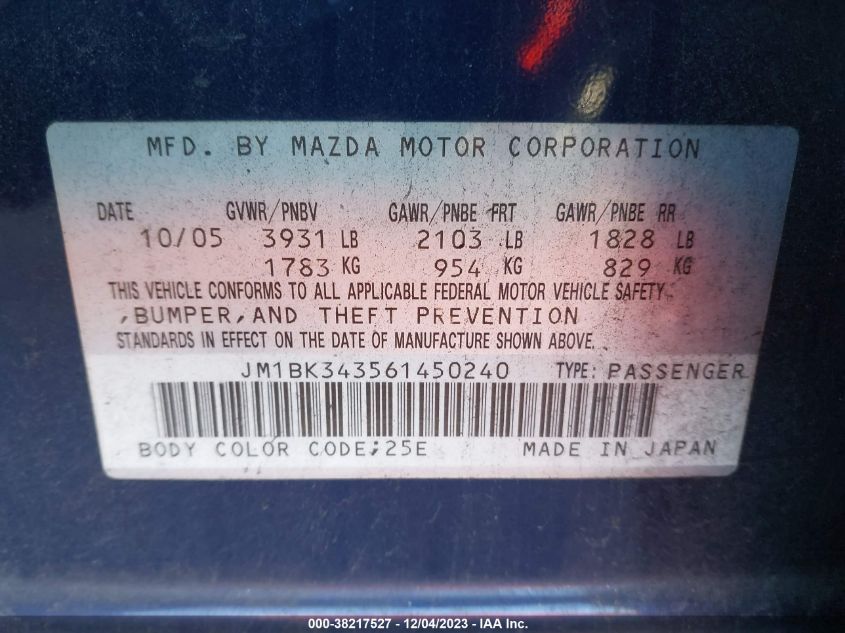 MFD. BY MAZDA MOTOR CORPORATION
DATE GVWR/PNBV GAWR/PNBE FRT GAWR/PNBE RR
10/05 3931 LB 2103 LB 1828 LB
1783 KG 954 KG 829 KG
THIS VEHICLE CONFORMS TO ALL APPLICABLE FEDERAL MOTOR VEHICLE SAFETY
,BUMPER,AND THEFT PREVENTION
STANDARDS IN EFFECT ON THE DATE OF MANUFACTURE SHOWN ABOVE.
JM1BK343561450240 TYPE: PASSENGER
BODY COLOR CODE;25E MADE IN JAPAN
000-38217527 - 12/04/2023 - IAA Inc.